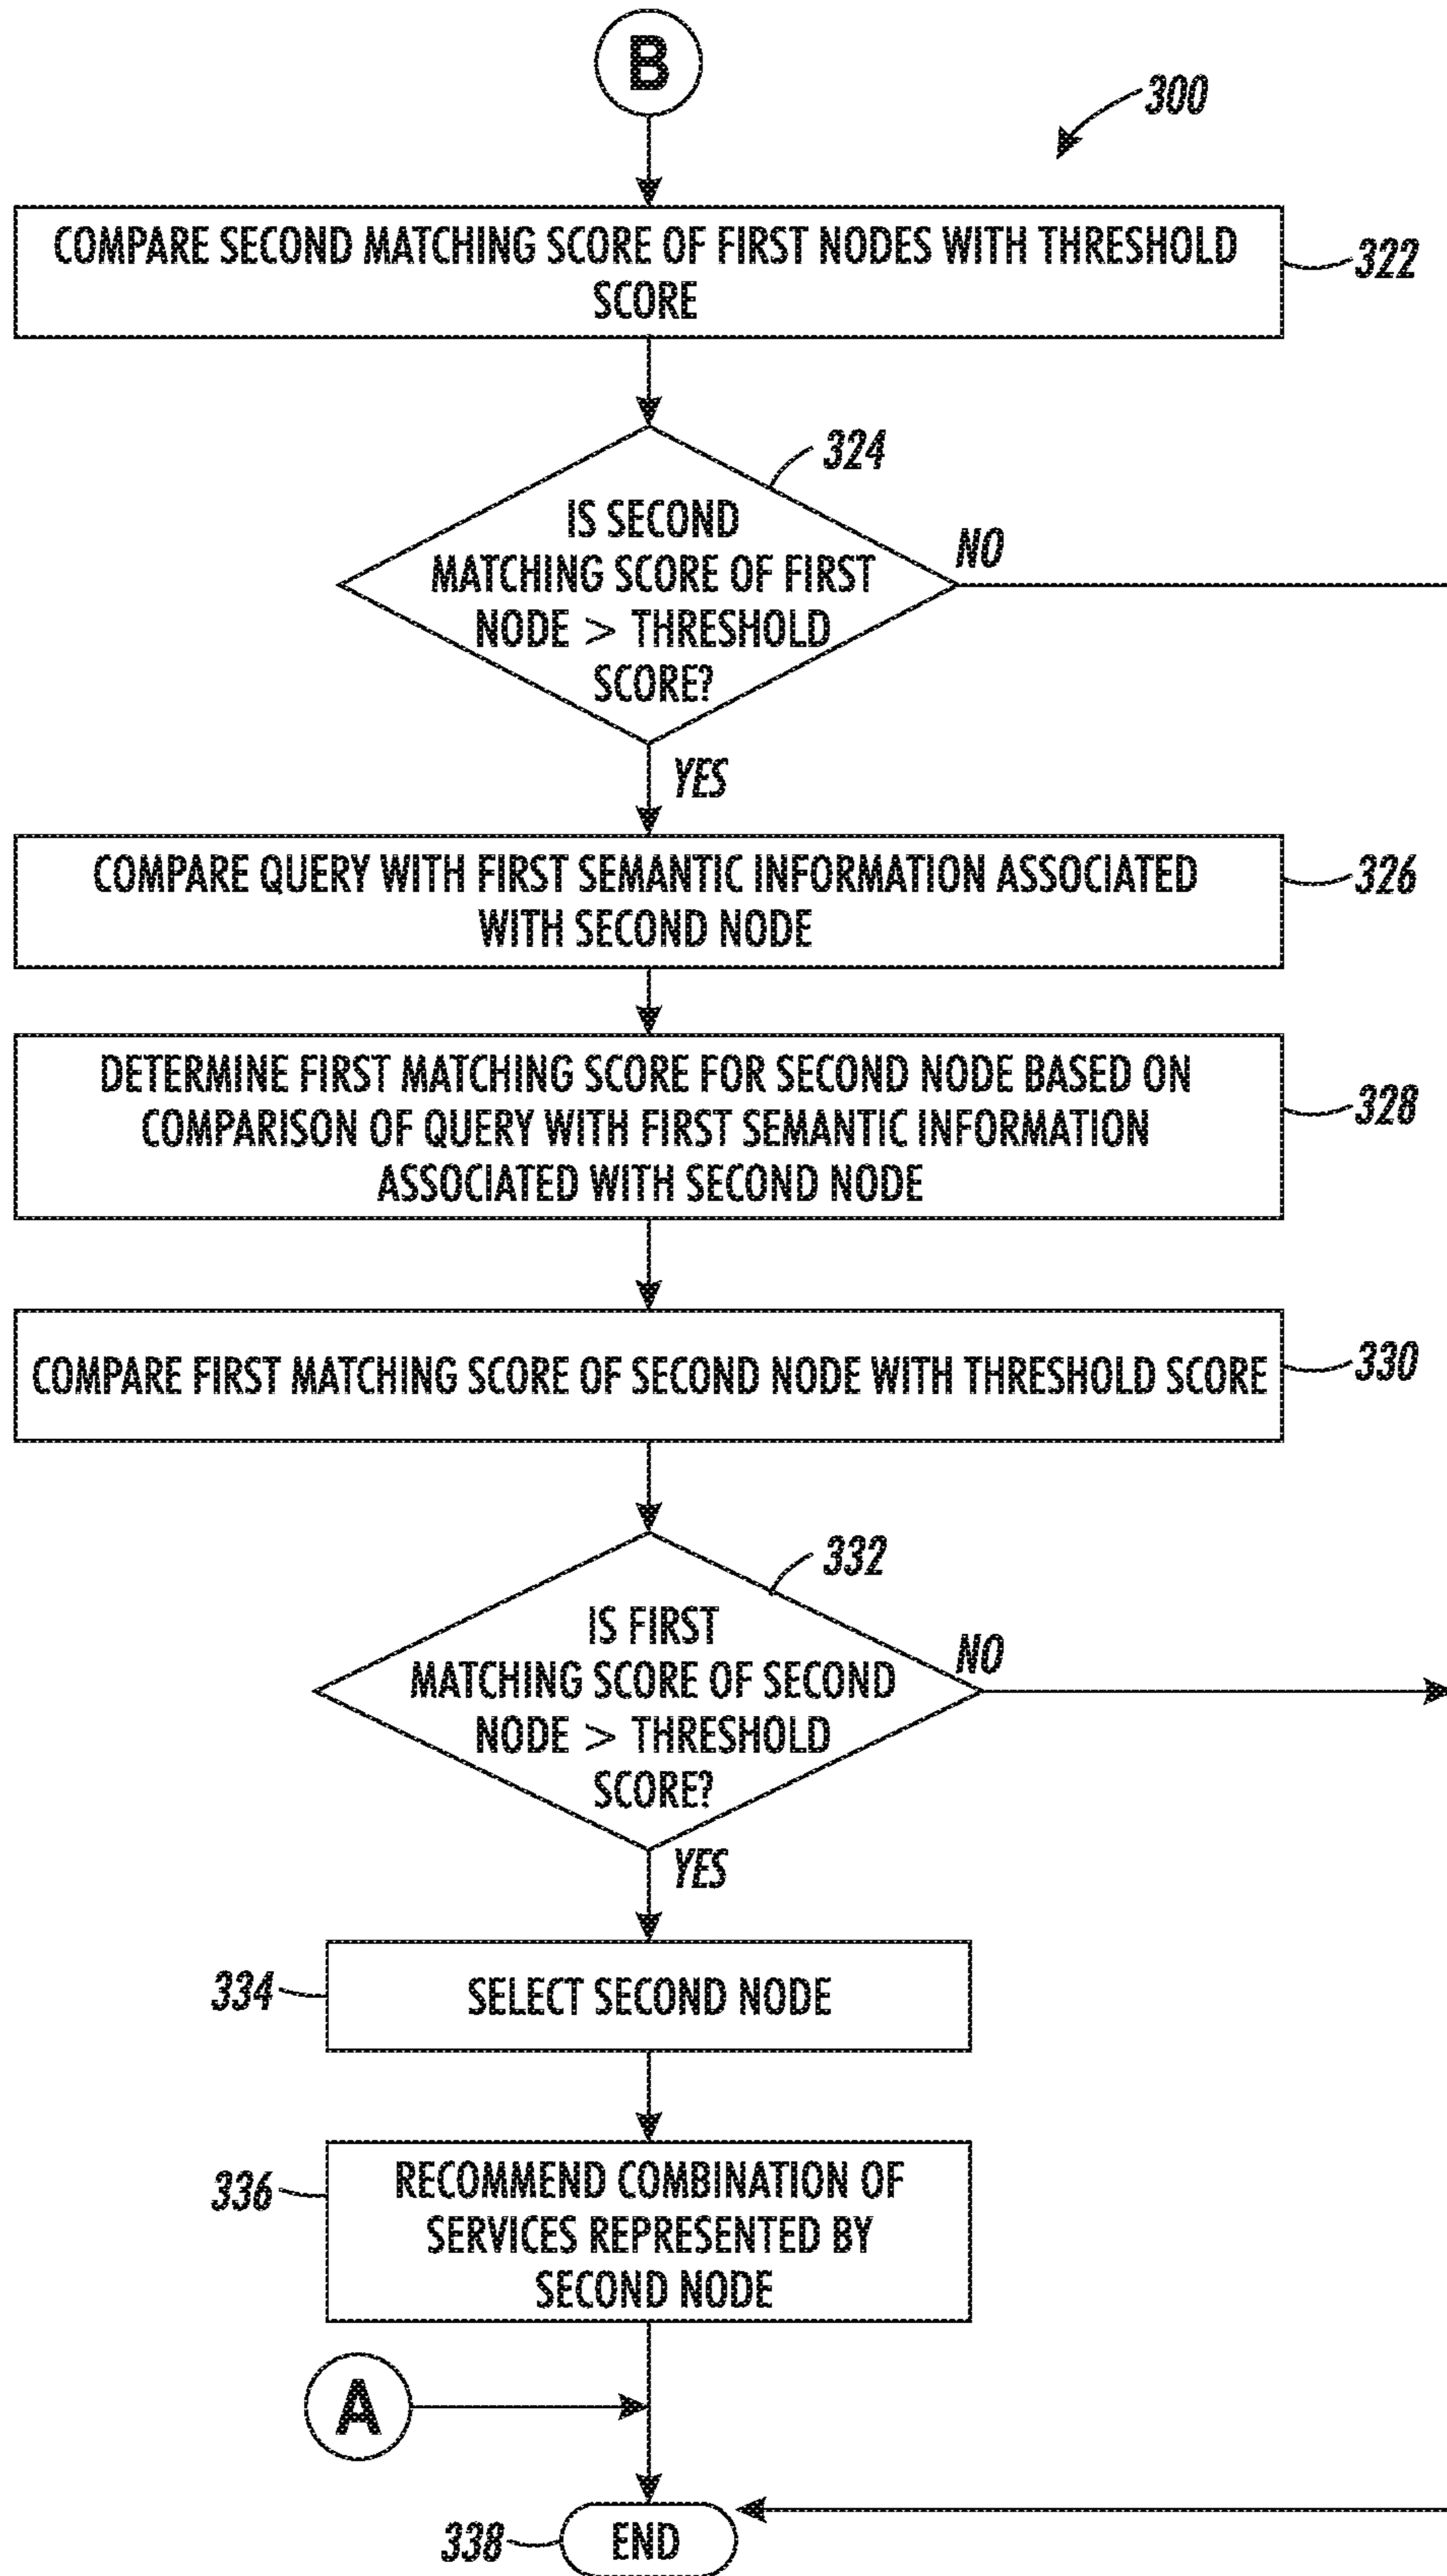 B
300
COMPARE SECOND MATCHING SCORE OF FIRST NODES WITH THRESHOLD
SCORE
322
324
IS SECOND
MATCHING SCORE OF FIRST
NODE > THRESHOLD
SCORE?
NO
YES
COMPARE QUERY WITH FIRST SEMANTIC INFORMATION ASSOCIATED
WITH SECOND NODE
326
DETERMINE FIRST MATCHING SCORE FOR SECOND NODE BASED ON
COMPARISON OF QUERY WITH FIRST SEMANTIC INFORMATION
ASSOCIATED WITH SECOND NODE
328
COMPARE FIRST MATCHING SCORE OF SECOND NODE WITH THRESHOLD SCORE
330
332
IS FIRST
MATCHING SCORE OF SECOND
NODE > THRESHOLD
SCORE?
NO
YES
334
SELECT SECOND NODE
336
RECOMMEND COMBINATION OF
SERVICES REPRESENTED BY
SECOND NODE
A
338
END